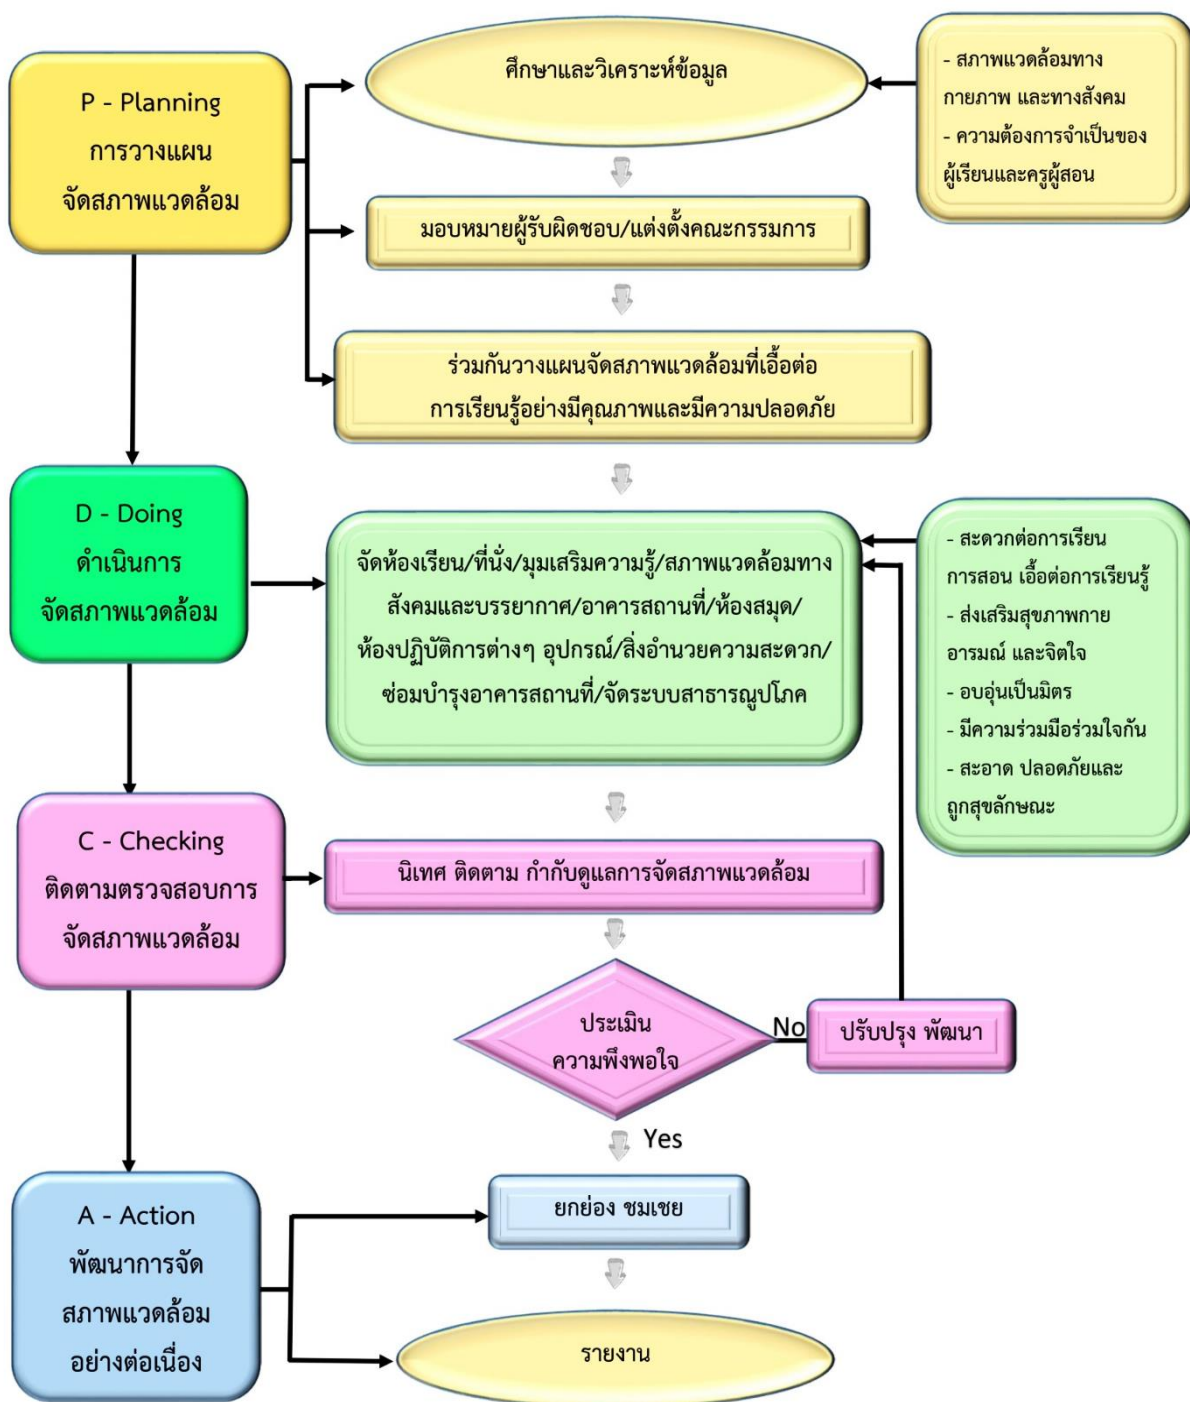 P - Planning
การวางแผน
จัดสภาพแวดล้อม
ศึกษาและวิเคราะห์ข้อมูล
- สภาพแวดล้อมทาง
กายภาพ และทางสังคม
- ความต้องการจำเป็นของ
ผู้เรียนและครูผู้สอน
มอบหมายผู้รับผิดชอบ/แต่งตั้งคณะกรรมการ
ร่วมกันวางแผนจัดสภาพแวดล้อมที่เอื้อต่อ
การเรียนรู้อย่างมีคุณภาพและมีความปลอดภัย
D - Doing
ดำเนินการ
จัดสภาพแวดล้อม
จัดห้องเรียน/ที่นั่ง/มุมเสริมความรู้/สภาพแวดล้อมทาง
สังคมและบรรยากาศ/อาคารสถานที่/ห้องสมุด/
ห้องปฏิบัติการต่างๆ อุปกรณ์/สิ่งอำนวยความสะดวก/
ซ่อมบำรุงอาคารสถานที่/จัดระบบสาธารณูปโภค
- สะดวกต่อการเรียน
การสอน เอื้อต่อการเรียนรู้
- ส่งเสริมสุขภาพกาย
อารมณ์ และจิตใจ
- อบอุ่นเป็นมิตร
- มีความร่วมมือร่วมใจกัน
- สะอาด ปลอดภัยและ
ถูกสุขลักษณะ
C - Checking
ติดตามตรวจสอบการ
จัดสภาพแวดล้อม
นิเทศ ติดตาม กำกับดูแลการจัดสภาพแวดล้อม
ประเมิน
ความพึงพอใจ
No
ปรับปรุง พัฒนา
Yes
A - Action
พัฒนาการจัด
สภาพแวดล้อม
อย่างต่อเนื่อง
ยกย่อง ชมเชย
รายงาน